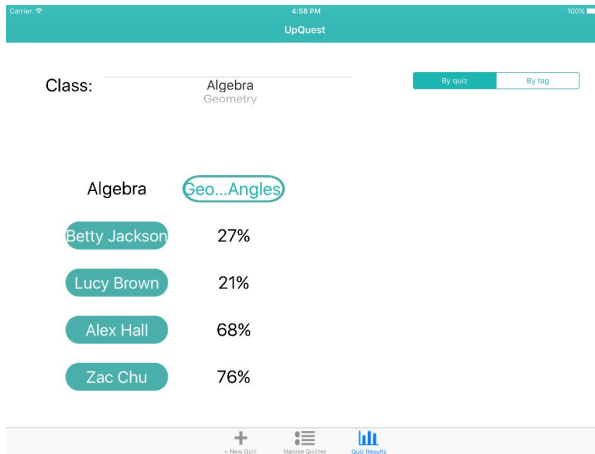 Carrier 4:58 PM 100%
UpQuest
Class: Algebra
Geometry
By quiz By tag
Algebra Geo...Angles
Betty Jackson 27%
Lucy Brown 21%
Alex Hall 68%
Zac Chu 76%
+ New Quiz Manage Quizzes Quiz Results